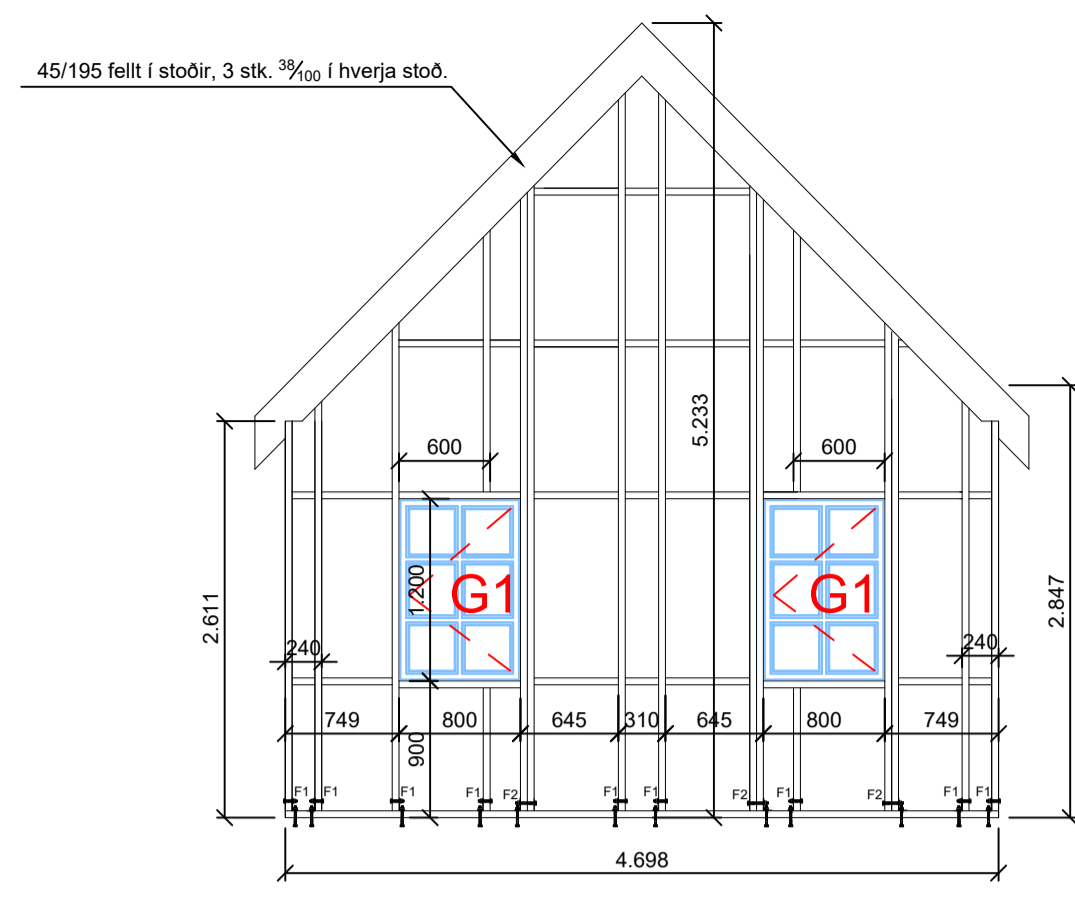 45/195 fellt í stoðir, 3 stk. 38/100 í hverja stoð.
5.233
600
600
2.611
1.200
G1
G1
2.847
240
240
749
800
645
310
645
800
749
900
F1
F1
F1
F1
F2
F1
F1
F2
F1
F2
F1
F1
4.698